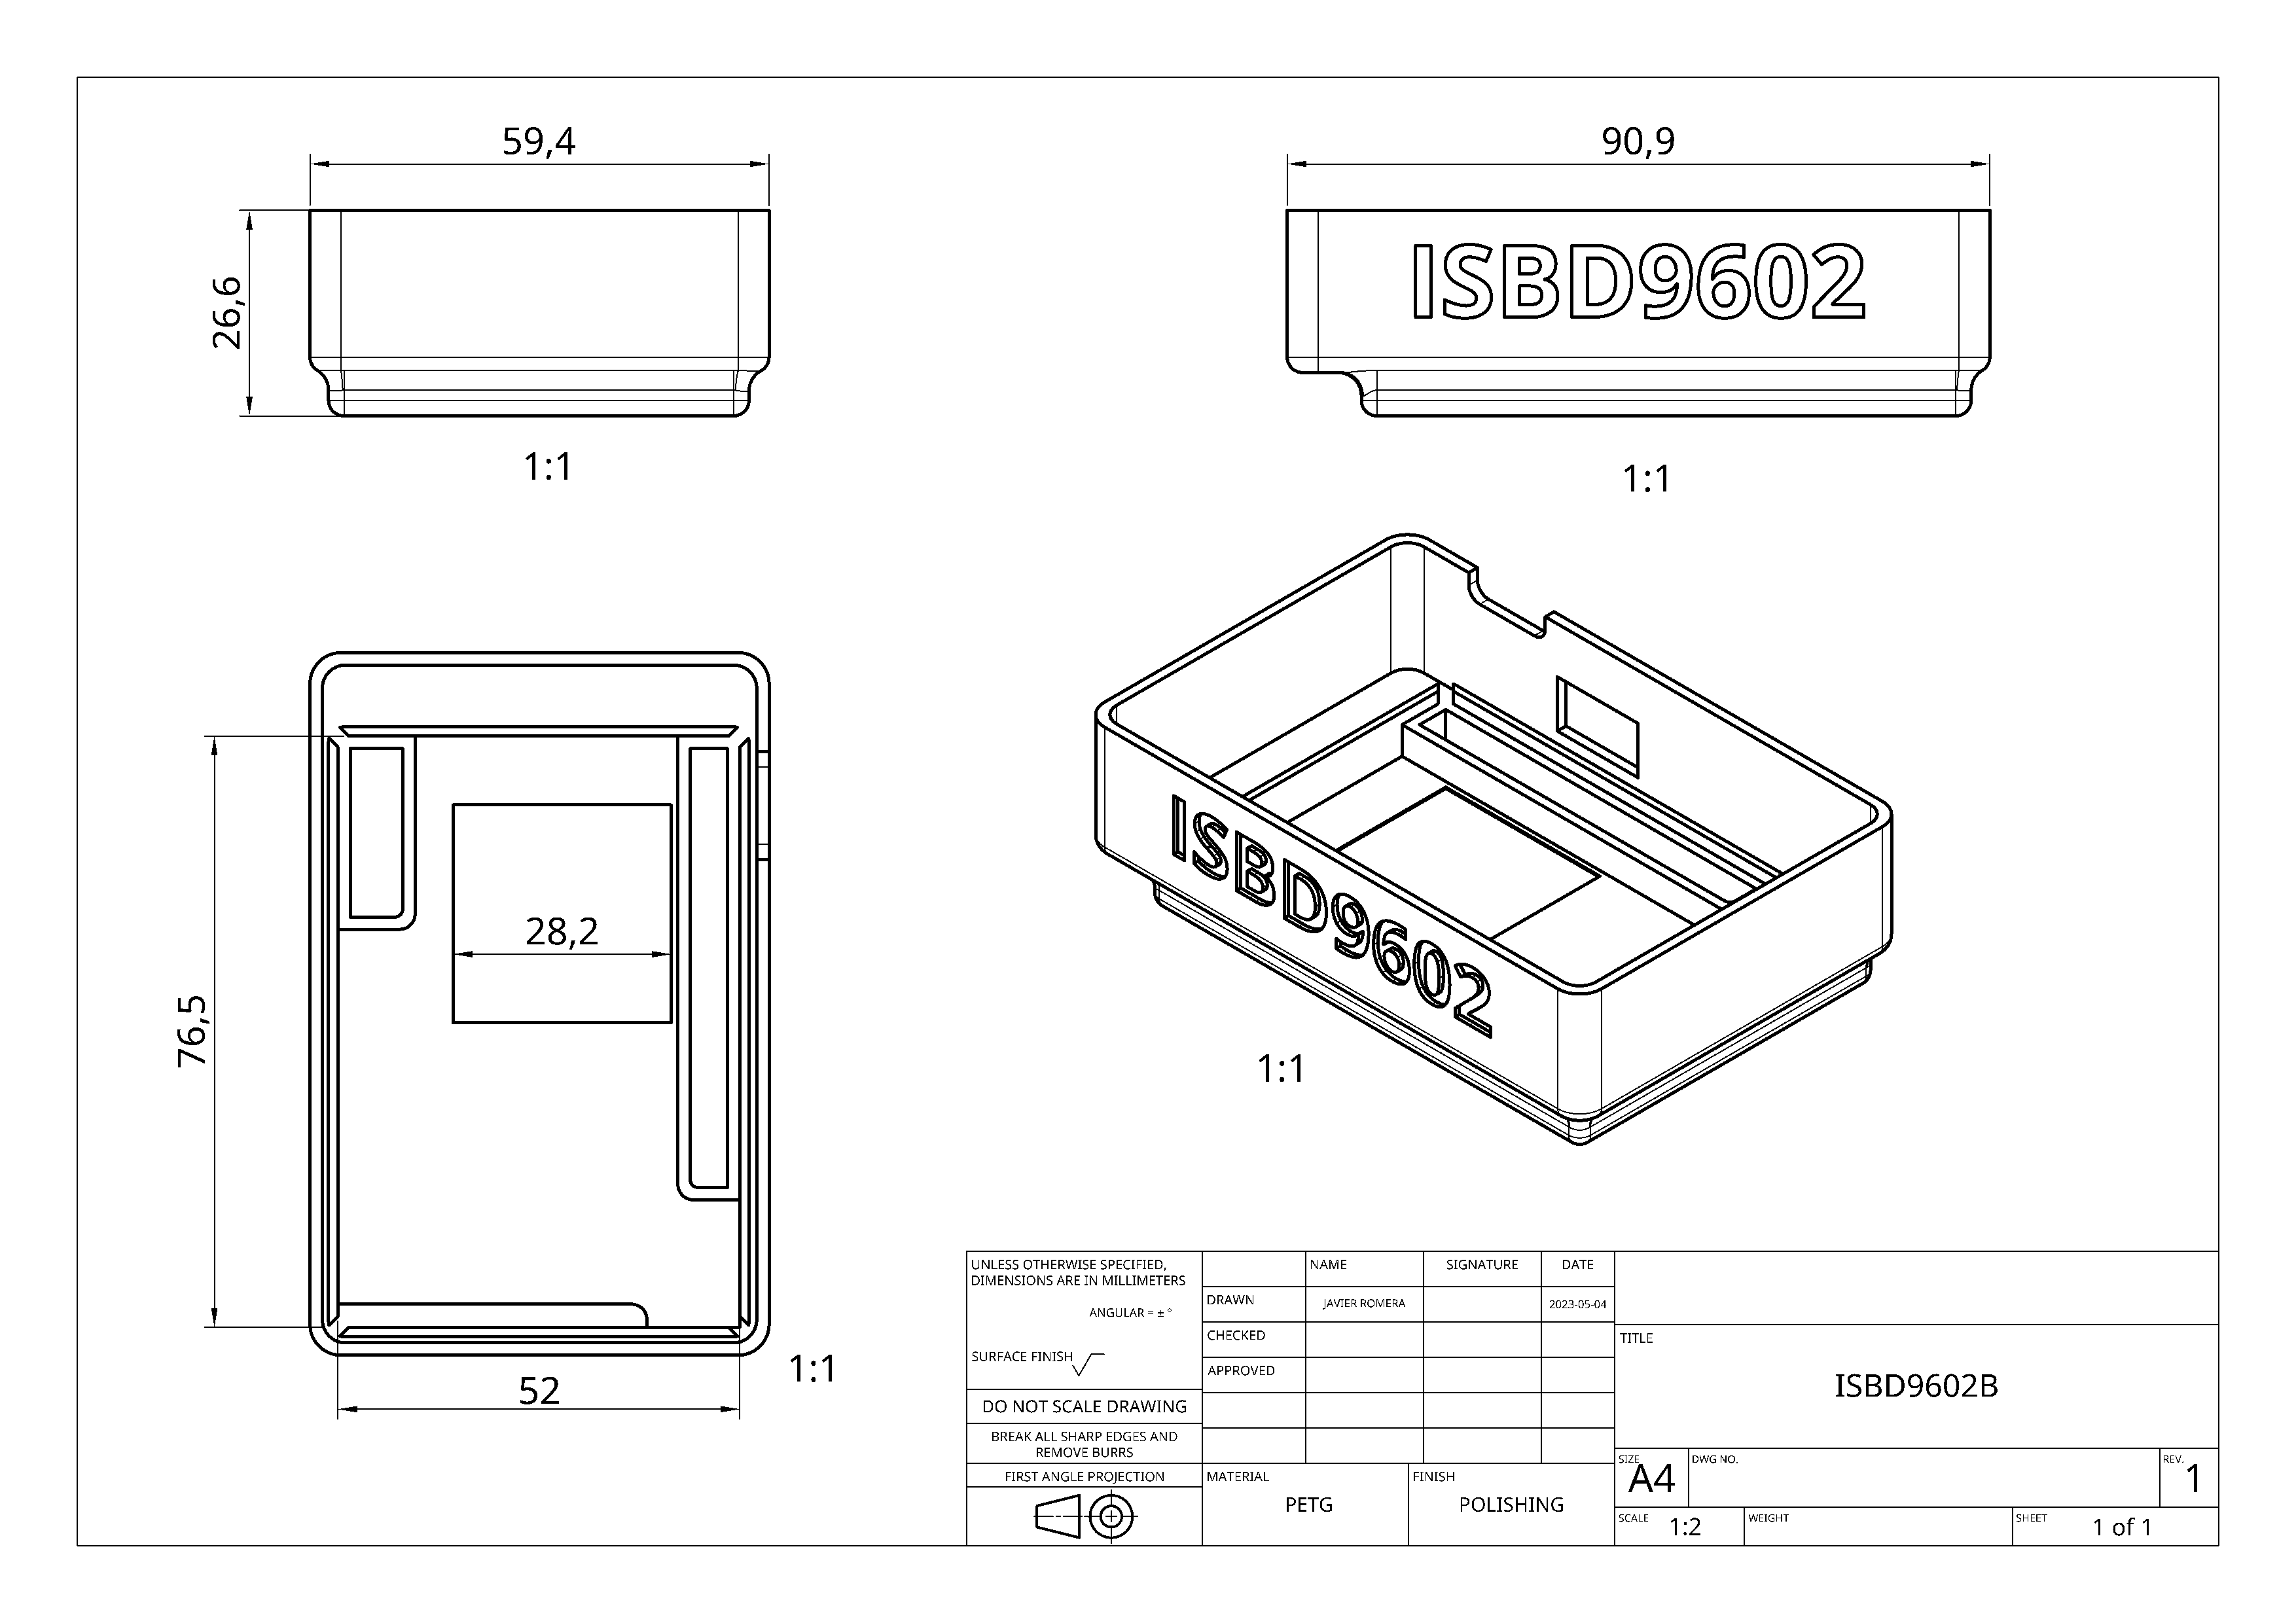 59,4
90,9
26,6
ISBD9602
1:1
1:1
ISBD9602
28,2
76,5
1:1
52
1:1
UNLESS OTHERWISE SPECIFIED,
DIMENSIONS ARE IN MILLIMETERS
ANGULAR = ± °
SURFACE FINISH
DO NOT SCALE DRAWING
BREAK ALL SHARP EDGES AND
REMOVE BURRS
FIRST ANGLE PROJECTION
NAME SIGNATURE DATE
DRAWN JAVIER ROMERA 2023-05-04
CHECKED
APPROVED
MATERIAL
PETG
FINISH
POLISHING
TITLE
ISBD9602B
SIZE
A4
DWG NO.
REV.
1
SCALE 1:2
WEIGHT
SHEET 1 of 1